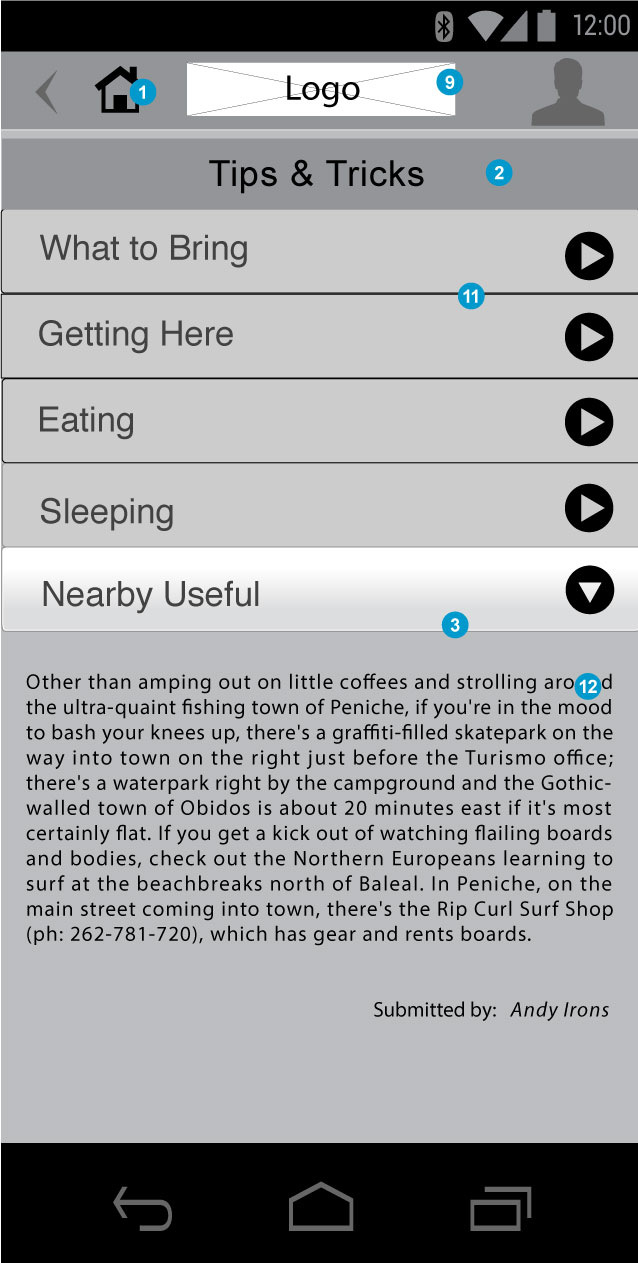 12:00
1
Logo
9
Tips & Tricks
2
What to Bring
11
Getting Here
Eating
Sleeping
Nearby Useful
3
12
Other than amping out on little coffees and strolling aro d
the ultra-quaint fishing town of Peniche, if you're in the mood
to bash your knees up, there's a graffiti-filled skatepark on the
way into town on the right just before the Turismo office;
there's a waterpark right by the campground and the Gothic-
walled town of Obidos is about 20 minutes east if it's most
certainly flat. If you get a kick out of watching flailing boards
and bodies, check out the Northern Europeans learning to
surf at the beachbreaks north of Baleal. In Peniche, on the
main street coming into town, there's the Rip Curl Surf Shop
(ph: 262-781-720), which has gear and rents boards.
Submitted by: Andy Irons